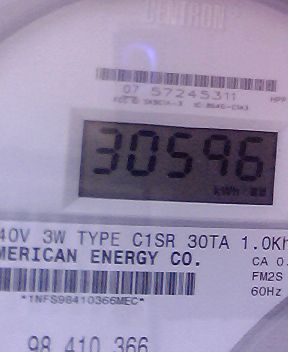 CENTRON
07 57245311
30596
kWh
40V 3W TYPE C1SR 30TA 1.0Kh
MERICAN ENERGY CO.
CA 0.
FM2S
*1NFS98410366MEC*
60Hz
98 410 366